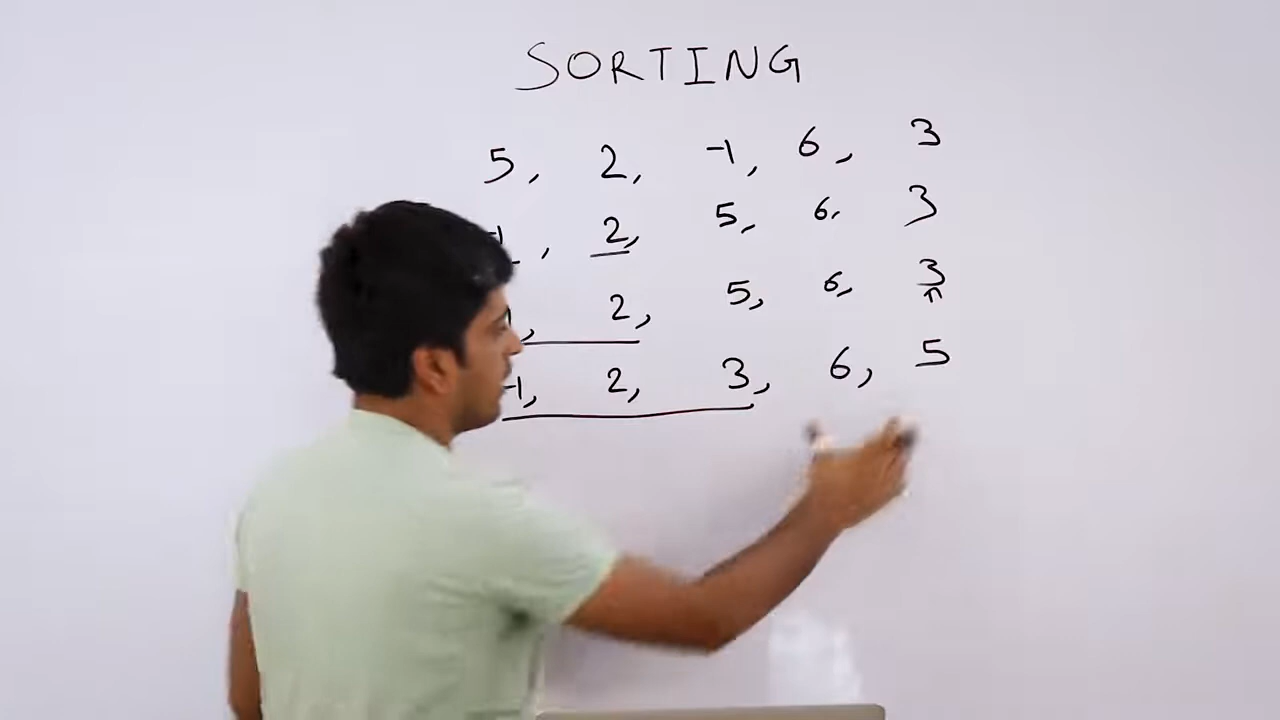 SORTING
5, 2, -1, 6, 3
, 2, 5, 6, 3
, 2, 5, 6, 3
-1, 2, 3, 6, 5